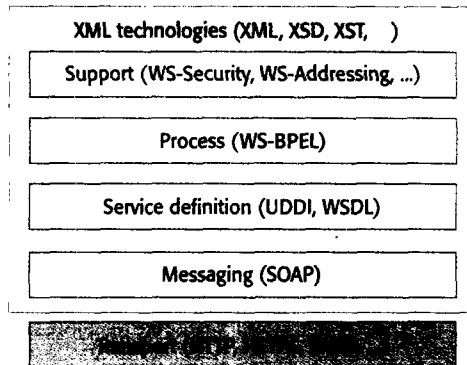 XML technologies (XML, XSD, XST, )
Support (WS-Security, WS-Addressing, ...)
Process (WS-BPEL)
Service definition (UDDI, WSDL)
Messaging (SOAP)